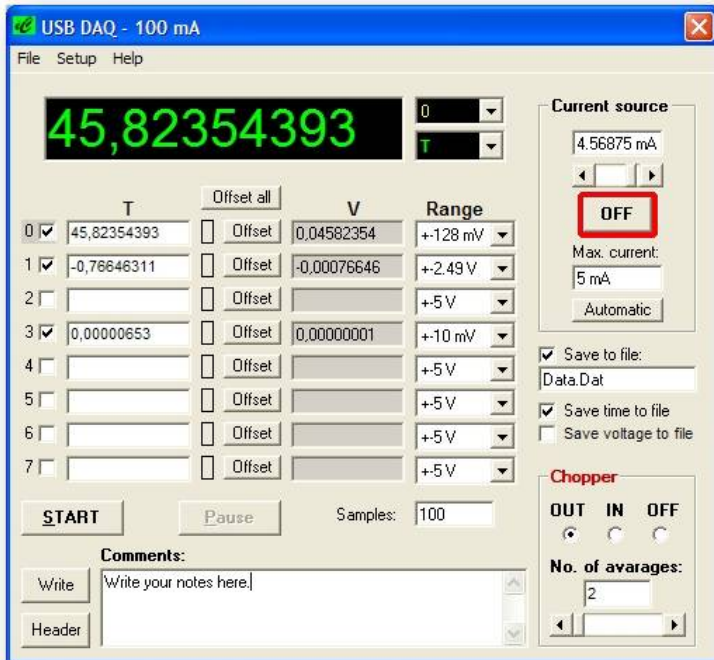 USB DAQ - 100 mA
File Setup Help
45,82354393
0
T
Current source
4.56875 mA
OFF
Max. current:
5 mA
Automatic
T Offset all V Range
0 45,82354393 Offset 0,04582354 +-128 mV
1 -0,76646311 Offset -0,00076646 +-2.49 V
2 Offset +-5 V
3 0,00000653 Offset 0,00000001 +-10 mV
4 Offset +-5 V
5 Offset +-5 V
6 Offset +-5 V
7 Offset +-5 V
Save to file:
Data.Dat
Save time to file
Save voltage to file
START Pause Samples: 100
Chopper
OUT IN OFF
No. of avarages:
2
Comments:
Write
Header
Write your notes here.